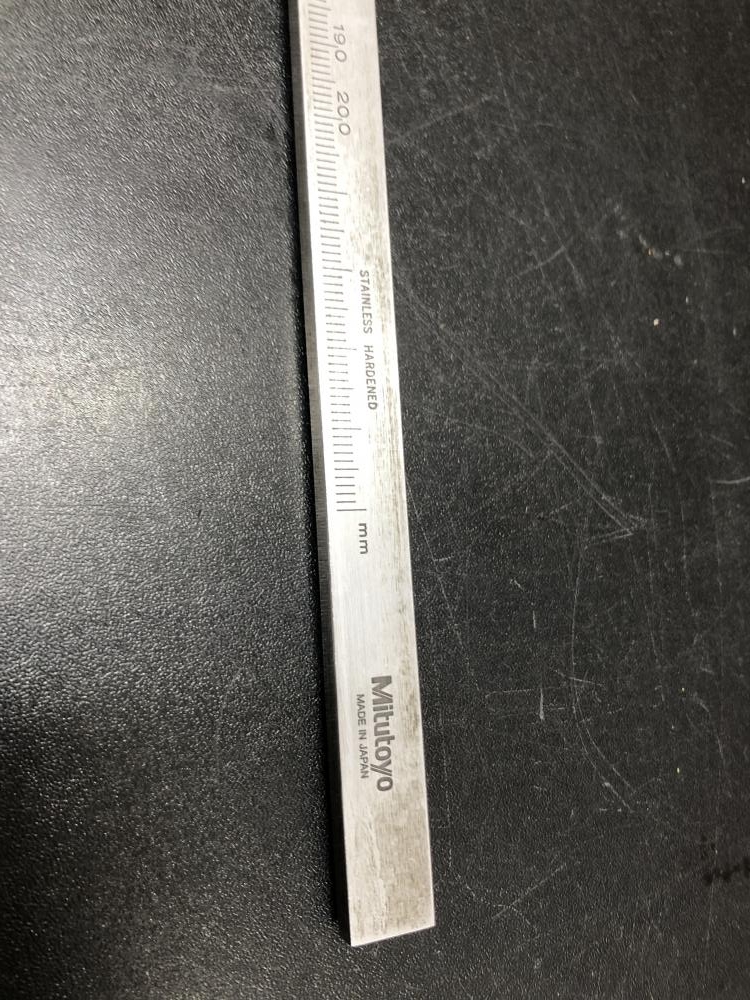 190
200
STAINLESS HARDENED
mm
Mitutoyo
MADE IN JAPAN